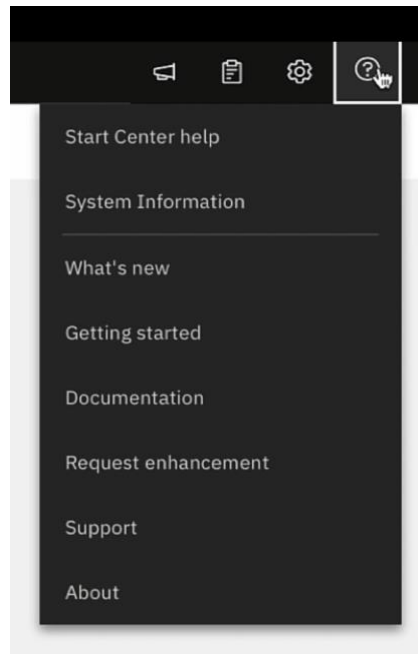 Start Center help
System Information
What's new
Getting started
Documentation
Request enhancement
Support
About